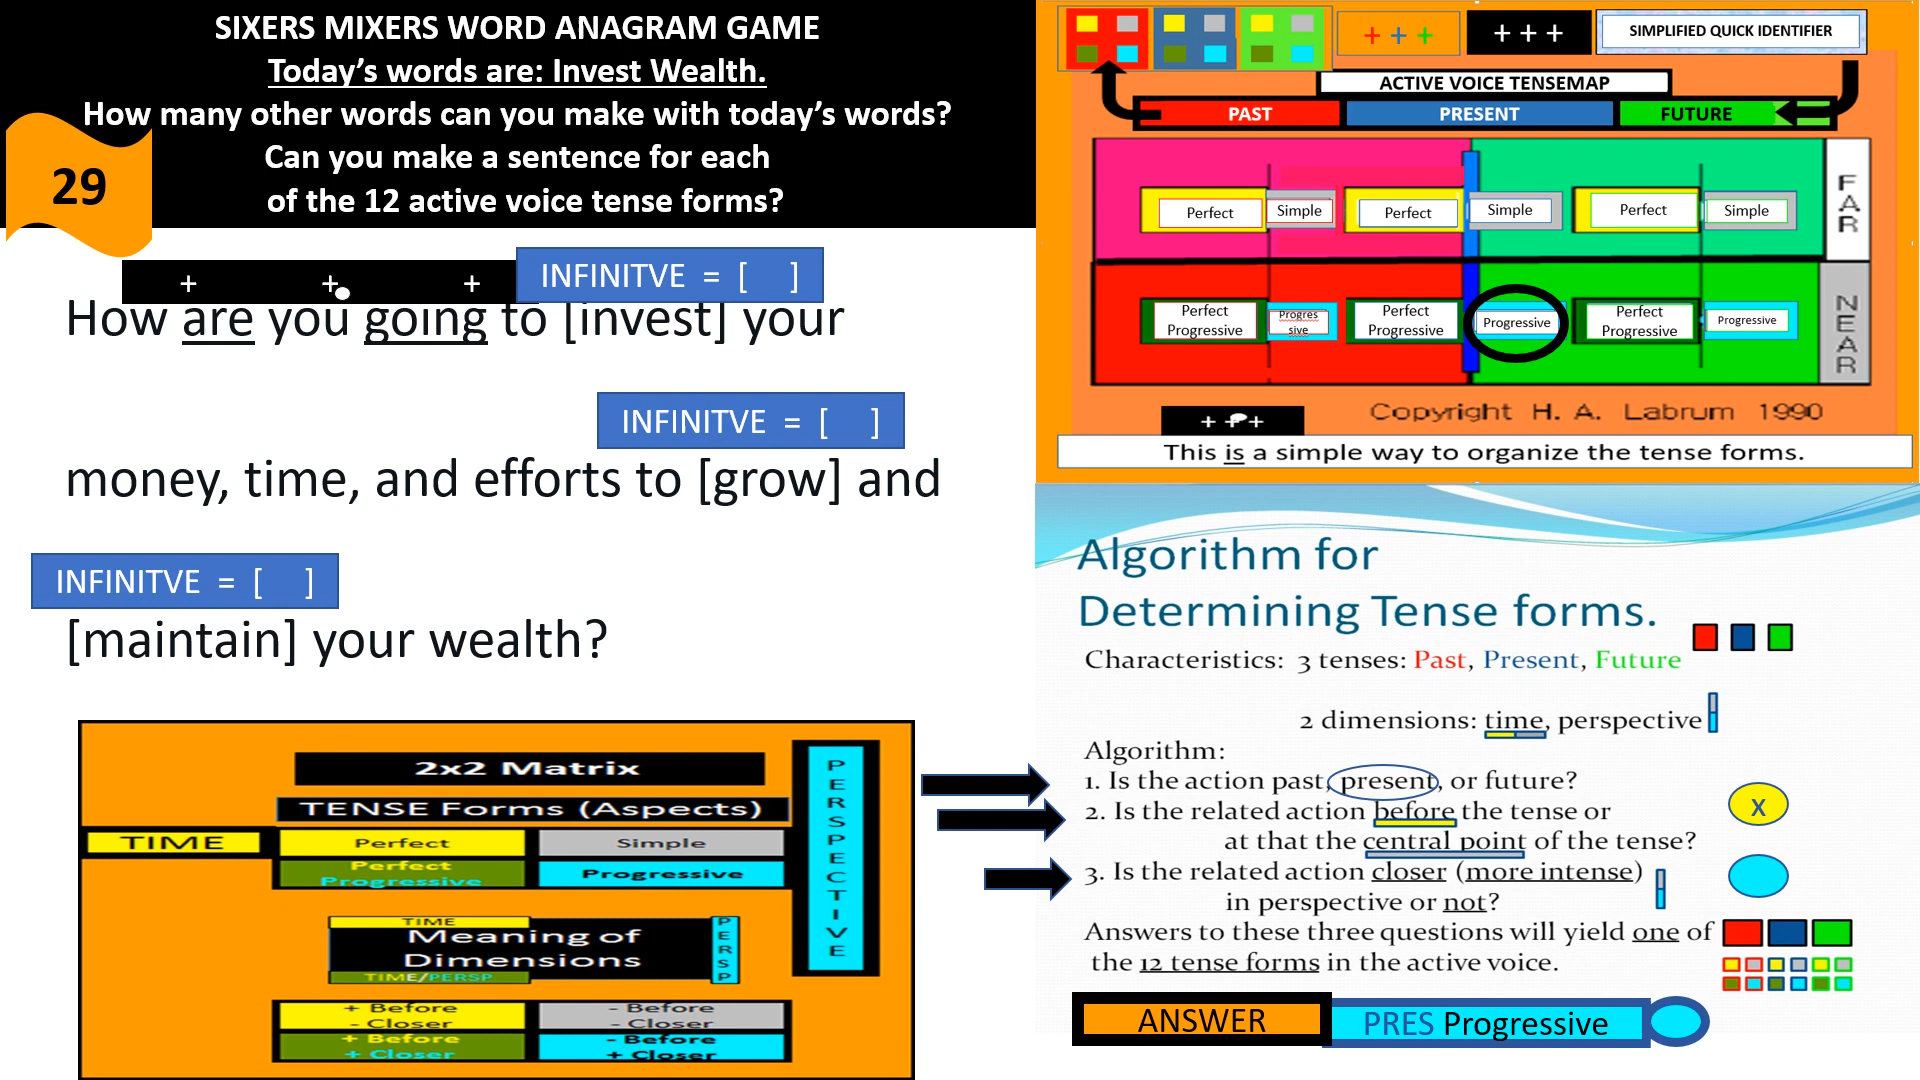 SIXERS MIXERS WORD ANAGRAM GAME
Today's words are: Invest Wealth.
How many other words can you make with today's words?
Can you make a sentence for each
of the 12 active voice tense forms?
29
+ + +
INFINITVE = [ ]
How are you going to [invest] your
INFINITVE = [ ]
money, time, and efforts to [grow] and
INFINITVE = [ ]
[maintain] your wealth?
2x2 Matrix
TENSE Forms (Aspects)
TIME
Perfect
Simple
Perfect
Progressive
Progressive
PERSPECTIVE
TIME
Meaning of
Dimensions
TIME/PERSP
PERSP
+ Before
- Closer
- Before
- Closer
+ Before
+ Closer
- Before
+ Closer
+ + +
+ + +
SIMPLIFIED QUICK IDENTIFIER
ACTIVE VOICE TENSEMAP
PAST
PRESENT
FUTURE
Perfect
Simple
Perfect
Simple
Perfect
Simple
FAR
Perfect
Progressive
Progres
sive
Perfect
Progressive
Progressive
Perfect
Progressive
Progressive
NEAR
+ + +
Copyright H. A. Labrum 1990
This is a simple way to organize the tense forms.
Algorithm for
Determining Tense forms.
Characteristics: 3 tenses: Past, Present, Future
2 dimensions: time, perspective
Algorithm:
1. Is the action past, present, or future?
2. Is the related action before the tense or
at that the central point of the tense?
X
3. Is the related action closer (more intense)
in perspective or not?
Answers to these three questions will yield one of
the 12 tense forms in the active voice.
ANSWER
PRES Progressive